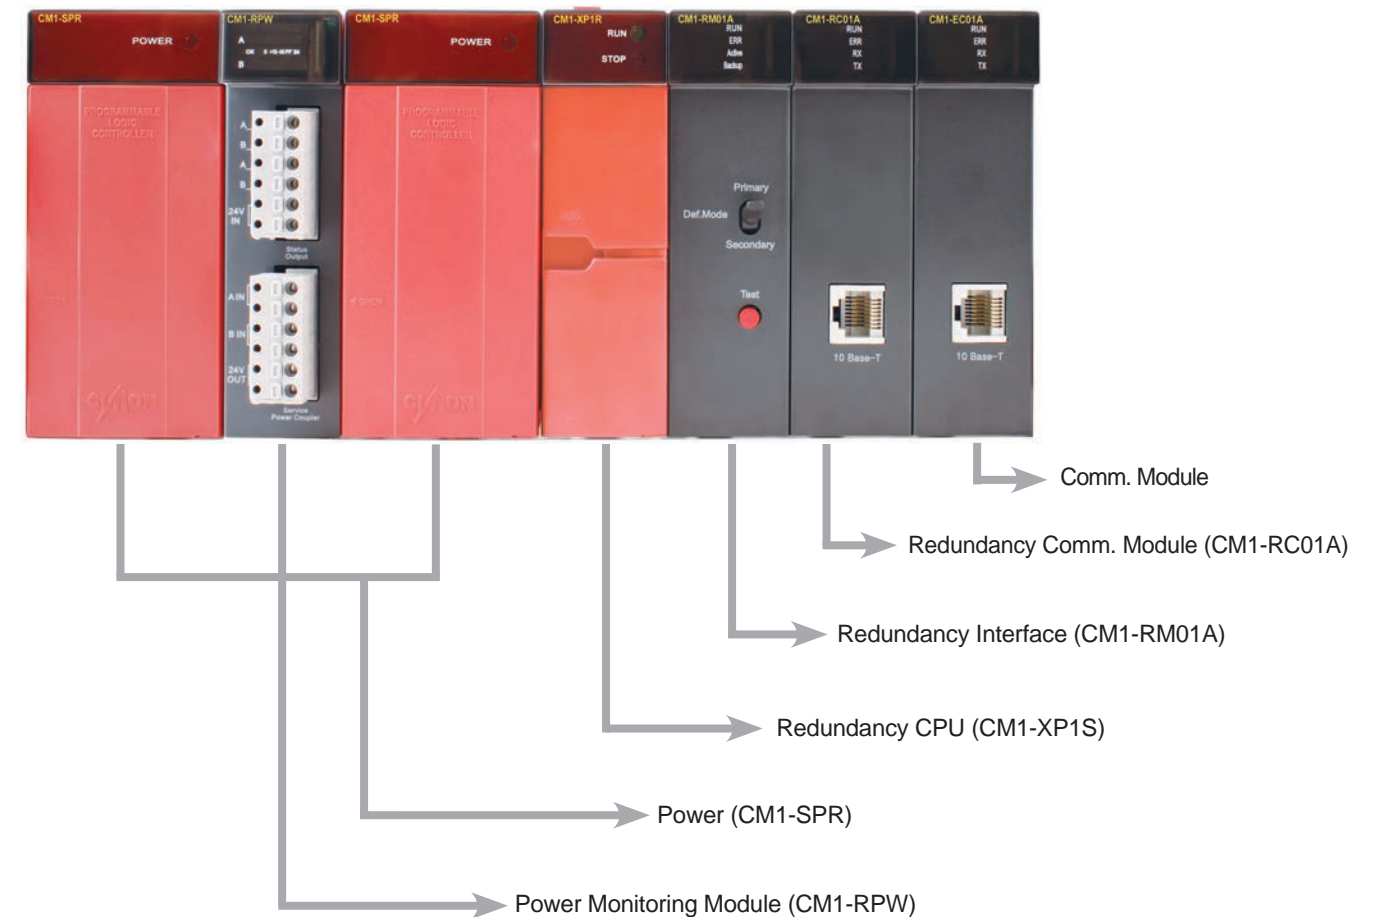 CM1-SPR
POWER
CM1-RPW
A
OK
B
CM1-SPR
POWER
CM1-XP1R
RUN
STOP
CM1-RM01A
RUN
ERR
Active
Backup
CM1-RC01A
RUN
ERR
RX
TX
CM1-EC01A
RUN
ERR
RX
TX
PROGRAMMABLE
LOGIC
CONTROLLER
A
B
A
B
24V
IN
Status
Output
A IN
B IN
24V
OUT
Service
Power Coupler
PROGRAMMABLE
LOGIC
CONTROLLER
OPEN
CIMON
CIMON
Primary
Def.Mode
Secondary
Test
10 Base-T
10 Base-T
Comm. Module
Redundancy Comm. Module (CM1-RC01A)
Redundancy Interface (CM1-RM01A)
Redundancy CPU (CM1-XP1S)
Power (CM1-SPR)
Power Monitoring Module (CM1-RPW)